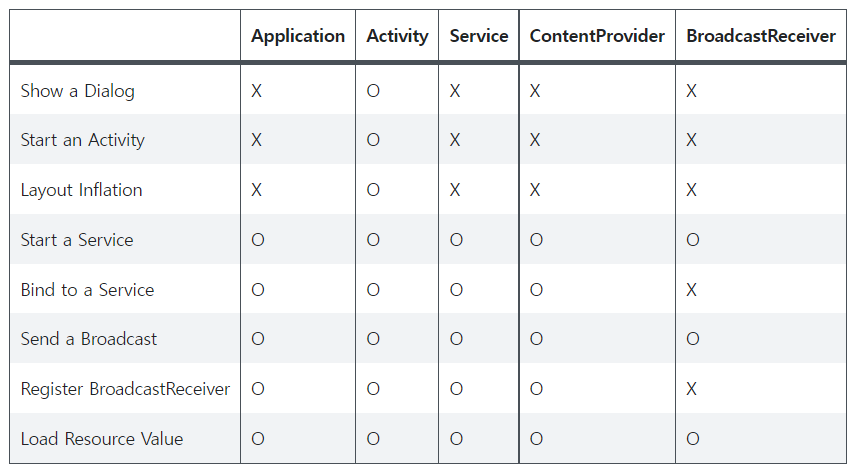 Application Activity Service ContentProvider BroadcastReceiver
Show a Dialog X O X X X
Start an Activity X O X X X
Layout Inflation X O X X X
Start a Service O O O O O
Bind to a Service O O O O X
Send a Broadcast O O O O O
Register BroadcastReceiver O O O O X
Load Resource Value O O O O O